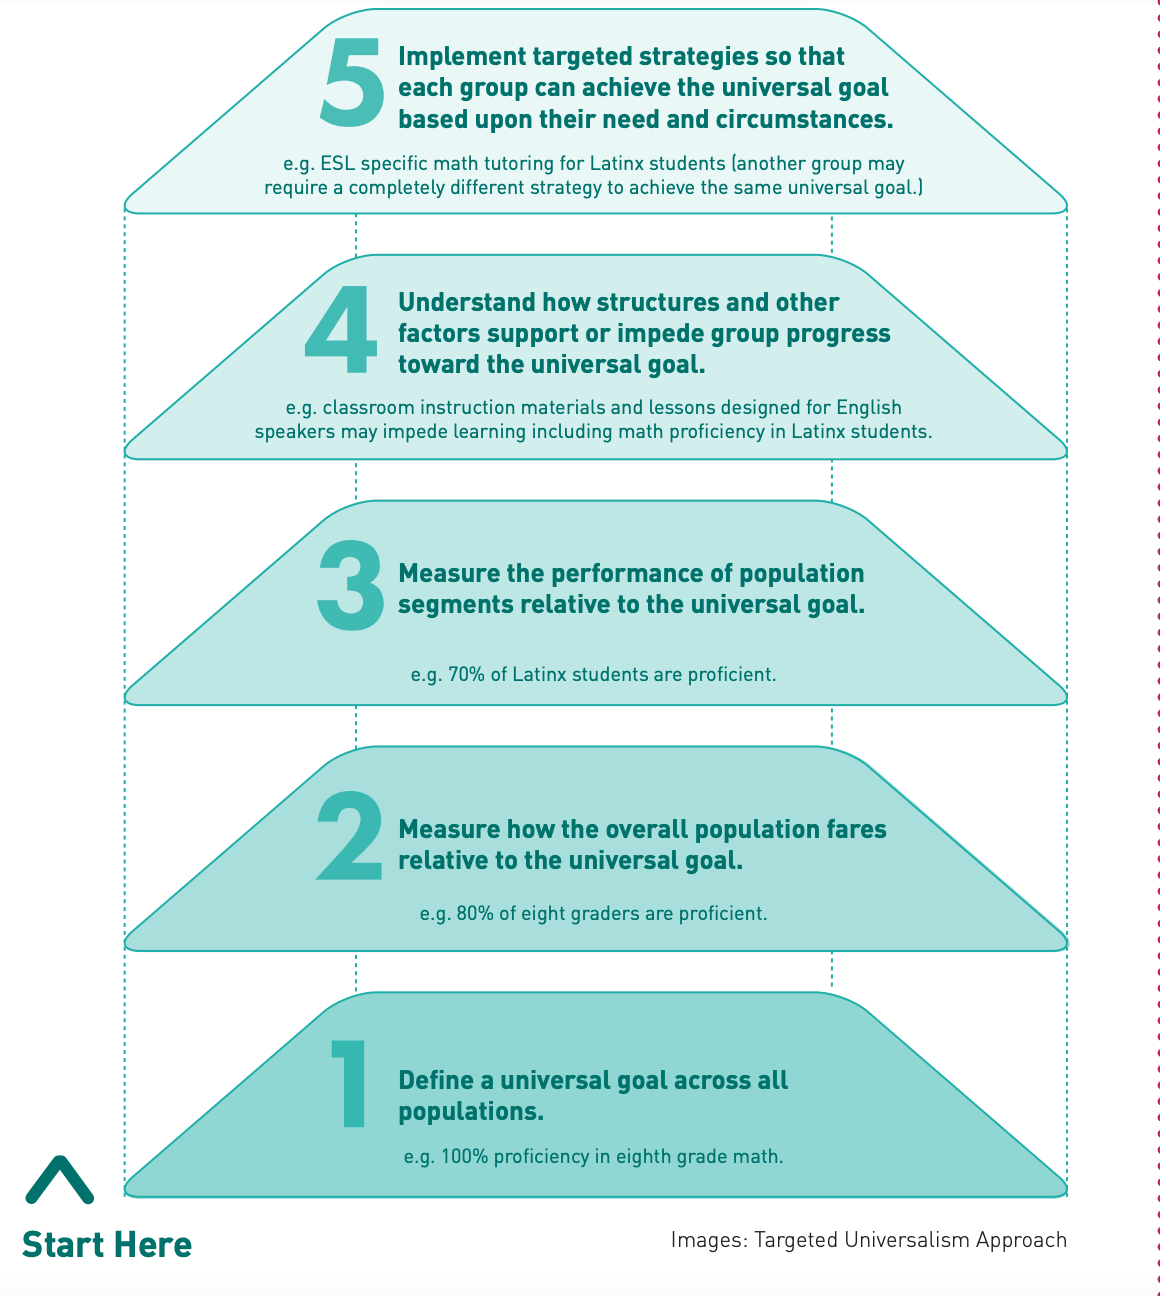 5
Implement targeted strategies so that
each group can achieve the universal goal
based upon their need and circumstances.
e.g. ESL specific math tutoring for Latinx students (another group may
require a completely different strategy to achieve the same universal goal.)
4
Understand how structures and other
factors support or impede group progress
toward the universal goal.
e.g. classroom instruction materials and lessons designed for English
speakers may impede learning including math proficiency in Latinx students.
3
Measure the performance of population
segments relative to the universal goal.
e.g. 70% of Latinx students are proficient.
2
Measure how the overall population fares
relative to the universal goal.
e.g. 80% of eight graders are proficient.
1
Define a universal goal across all
populations.
e.g. 100% proficiency in eighth grade math.
Start Here
Images: Targeted Universalism Approach